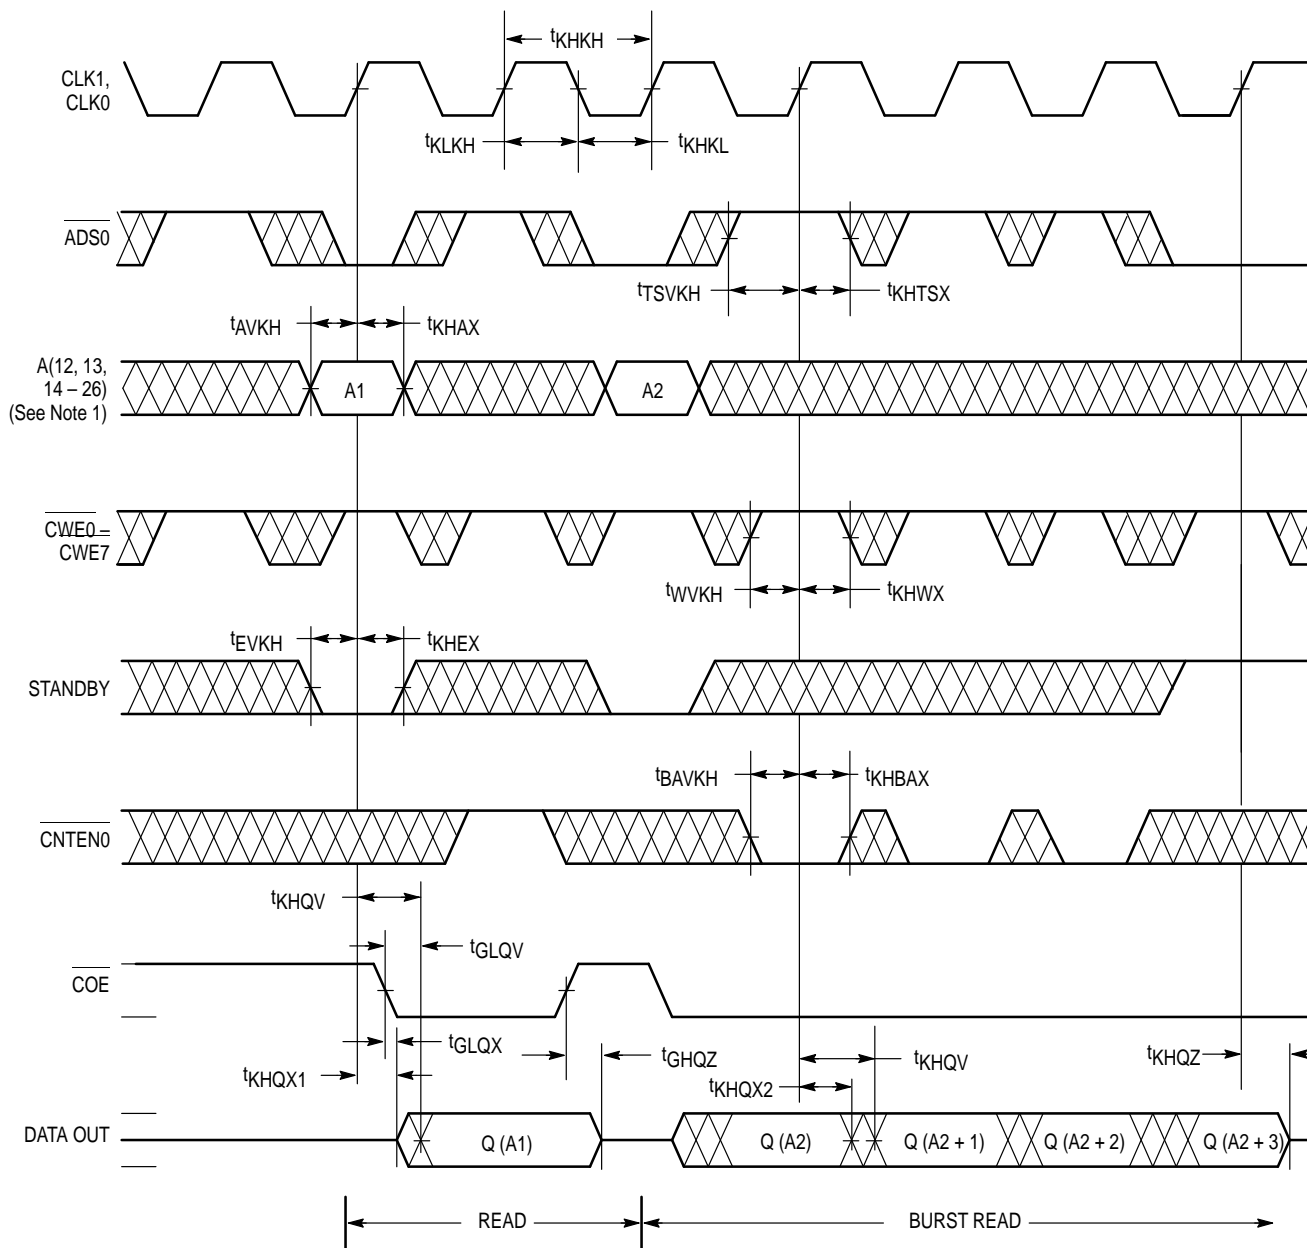 tKHKH
CLK1,
CLK0
tKLKH
tKHKL
ADS0
tTSVKH
tKHTSX
tAVKH
tKHAX
A(12, 13,
14 – 26)
(See Note 1)
A1
A2
CWE0 –
CWE7
tWVKH
tKHWX
tEVKH
tKHEX
STANDBY
tBAVKH
tKHBAX
CNTEN0
tKHQV
tGLQV
COE
tGLQX
tGHQZ
tKHQV
tKHQZ
tKHQX1
tKHQX2
DATA OUT
Q (A1)
Q (A2)
Q (A2 + 1)
Q (A2 + 2)
Q (A2 + 3)
READ
BURST READ